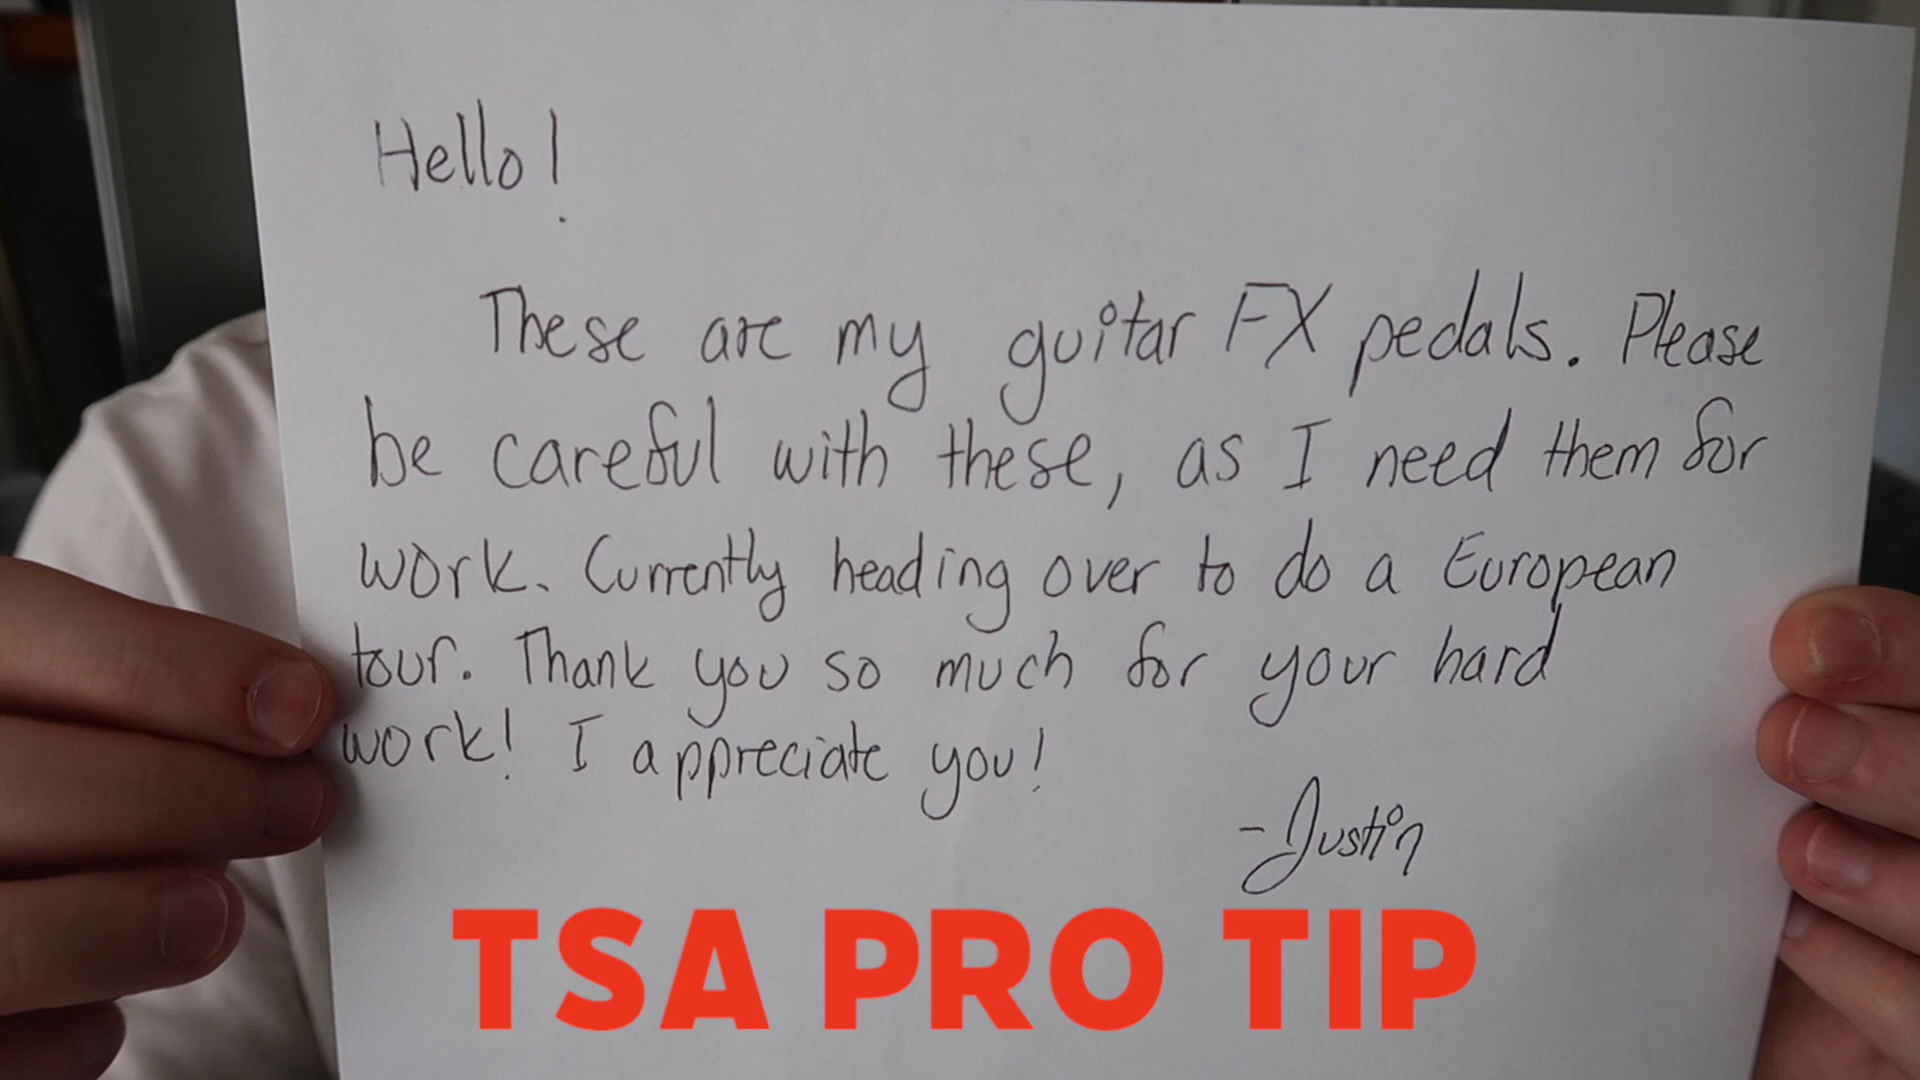 Hello!
These are my guitar FX pedals. Please
be careful with these, as I need them for
work. Currently heading over to do a European
tour. Thank you so much for your hard
work! I appreciate you!
-Justin
TSA PRO TIP